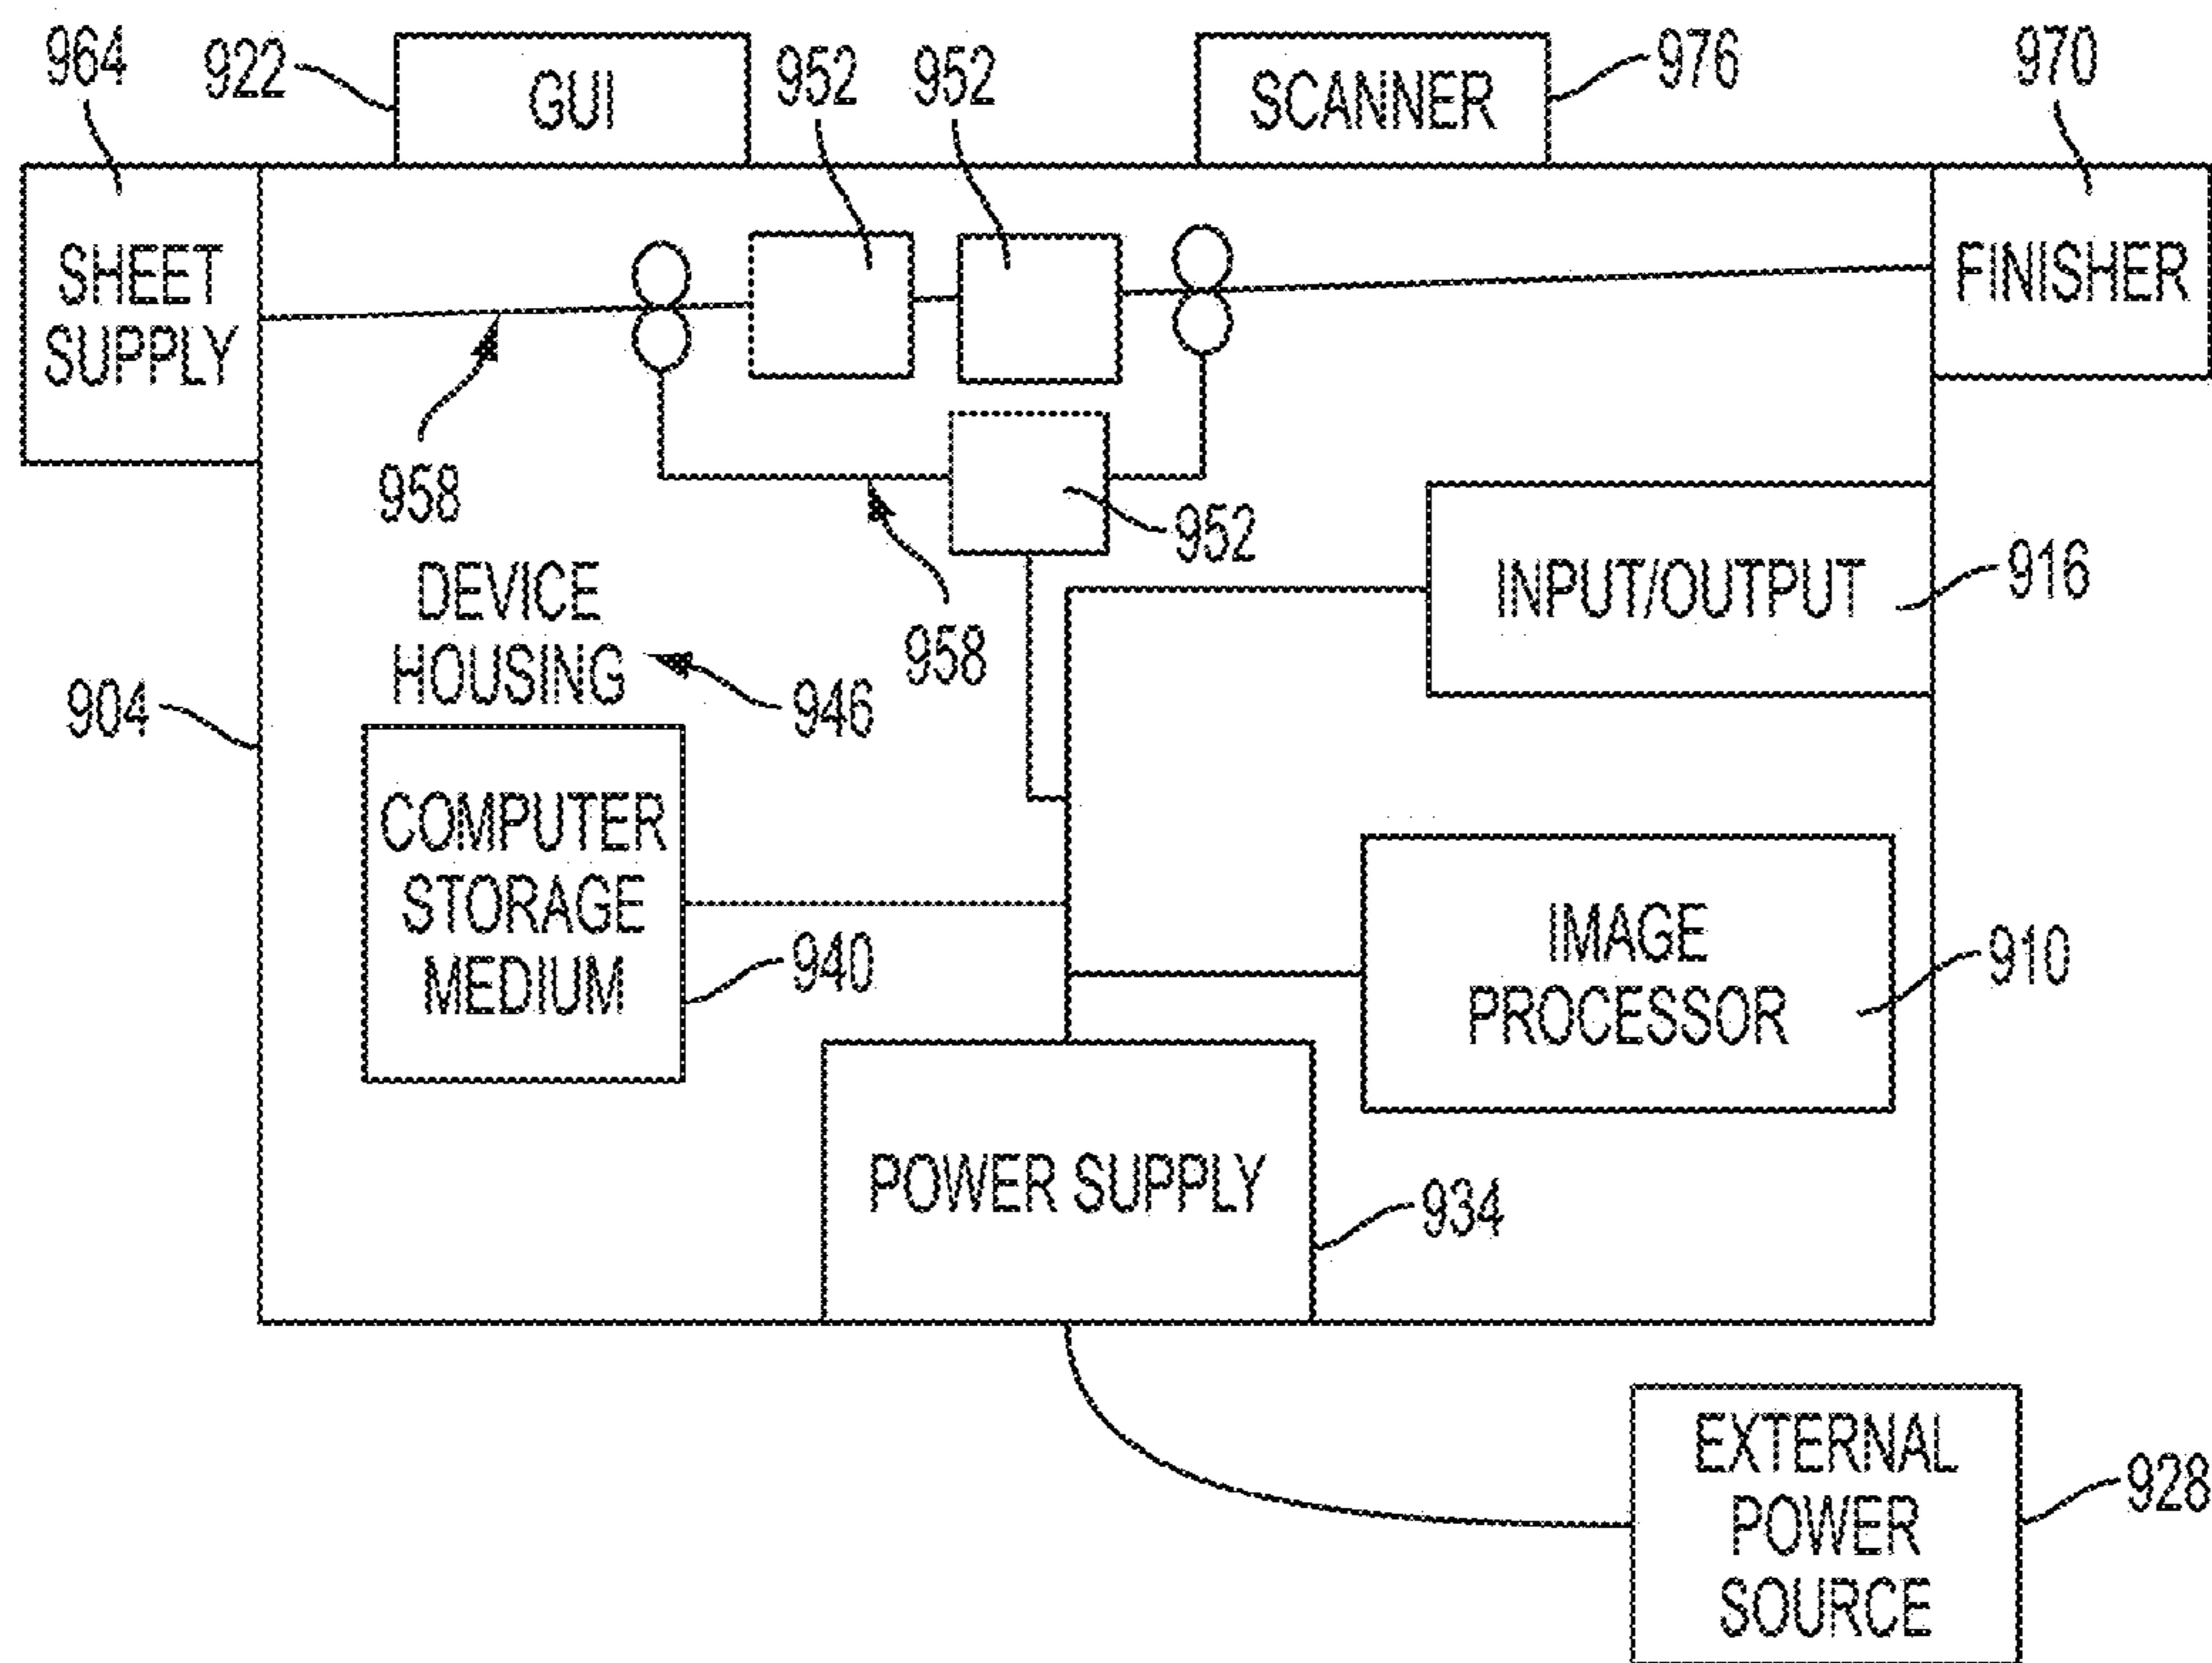 964
922
GUI
952
952
SCANNER
976
970
SHEET
SUPPLY
FINISHER
958
952
958
DEVICE
HOUSING
946
904
INPUT/OUTPUT
916
COMPUTER
STORAGE
MEDIUM
940
IMAGE
PROCESSOR
910
POWER SUPPLY
934
EXTERNAL
POWER
SOURCE
928